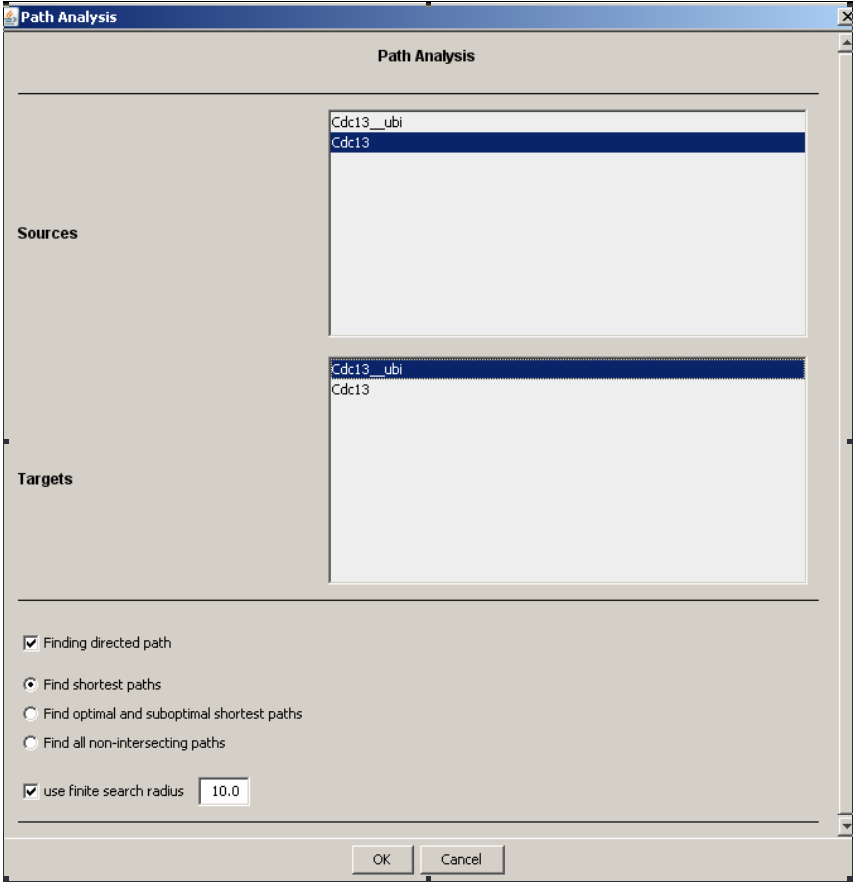 Path Analysis
Path Analysis
Cdc13__ubi
Cdc13
Sources
Cdc13__ubi
Cdc13
Targets
Finding directed path
Find shortest paths
Find optimal and suboptimal shortest paths
Find all non-intersecting paths
use finite search radius 10.0
OK Cancel